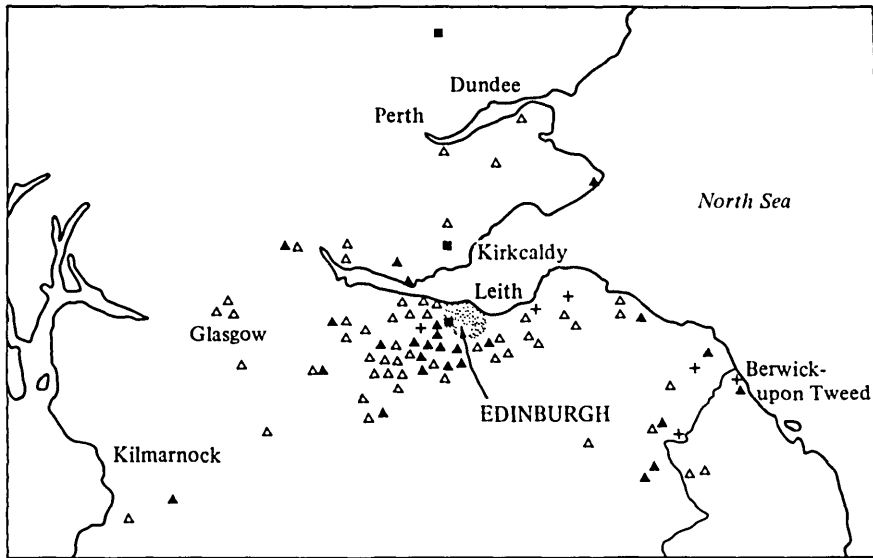 Dundee
Perth
North Sea
Kirkcaldy
Leith
Glasgow
Berwick-
upon Tweed
EDINBURGH
Kilmarnock